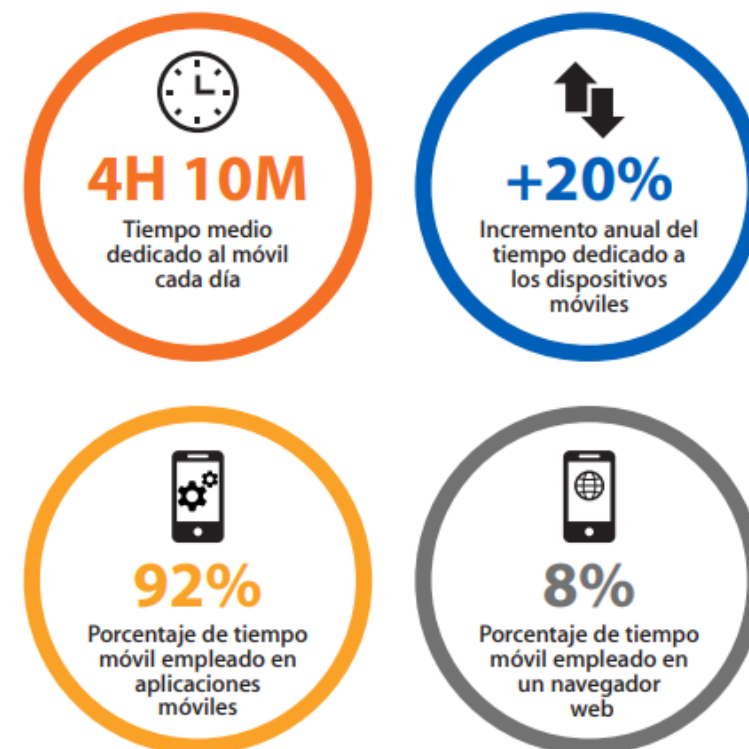 4H 10M
Tiempo medio
dedicado al móvil
cada día
+20%
Incremento anual del
tiempo dedicado a
los dispositivos
móviles
92%
Porcentaje de tiempo
móvil empleado en
aplicaciones
móviles
8%
Porcentaje de tiempo
móvil empleado en
un navegador
web